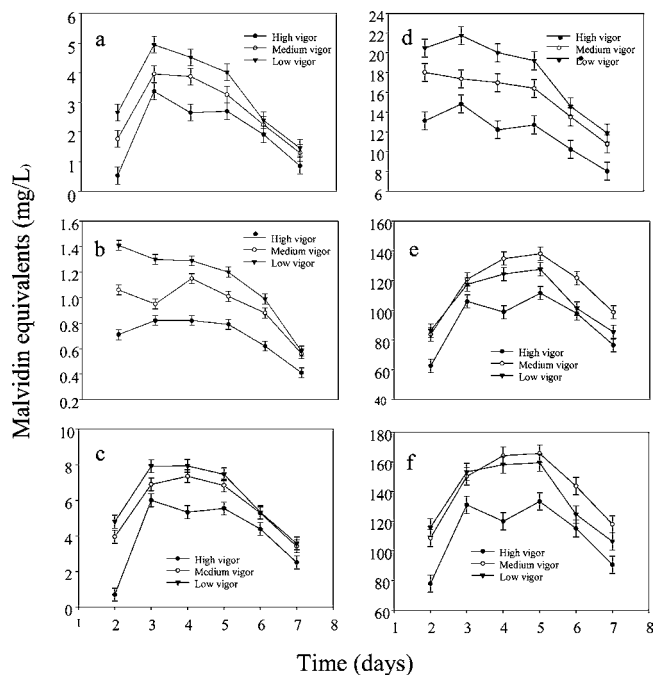 Malvidin equivalents (mg/L)
a
High vigor
Medium vigor
Low vigor
6
5
4
3
2
1
0
d
High vigor
Medium vigor
Low vigor
24
22
20
18
16
14
12
10
8
6
b
High vigor
Medium vigor
Low vigor
1.6
1.4
1.2
1.0
0.8
0.6
0.4
0.2
e
High vigor
Medium vigor
Low vigor
160
140
120
100
80
60
40
c
High vigor
Medium vigor
Low vigor
10
8
6
4
2
0
1 2 3 4 5 6 7 8
f
High vigor
Medium vigor
Low vigor
180
160
140
120
100
80
60
1 2 3 4 5 6 7 8
Time (days)